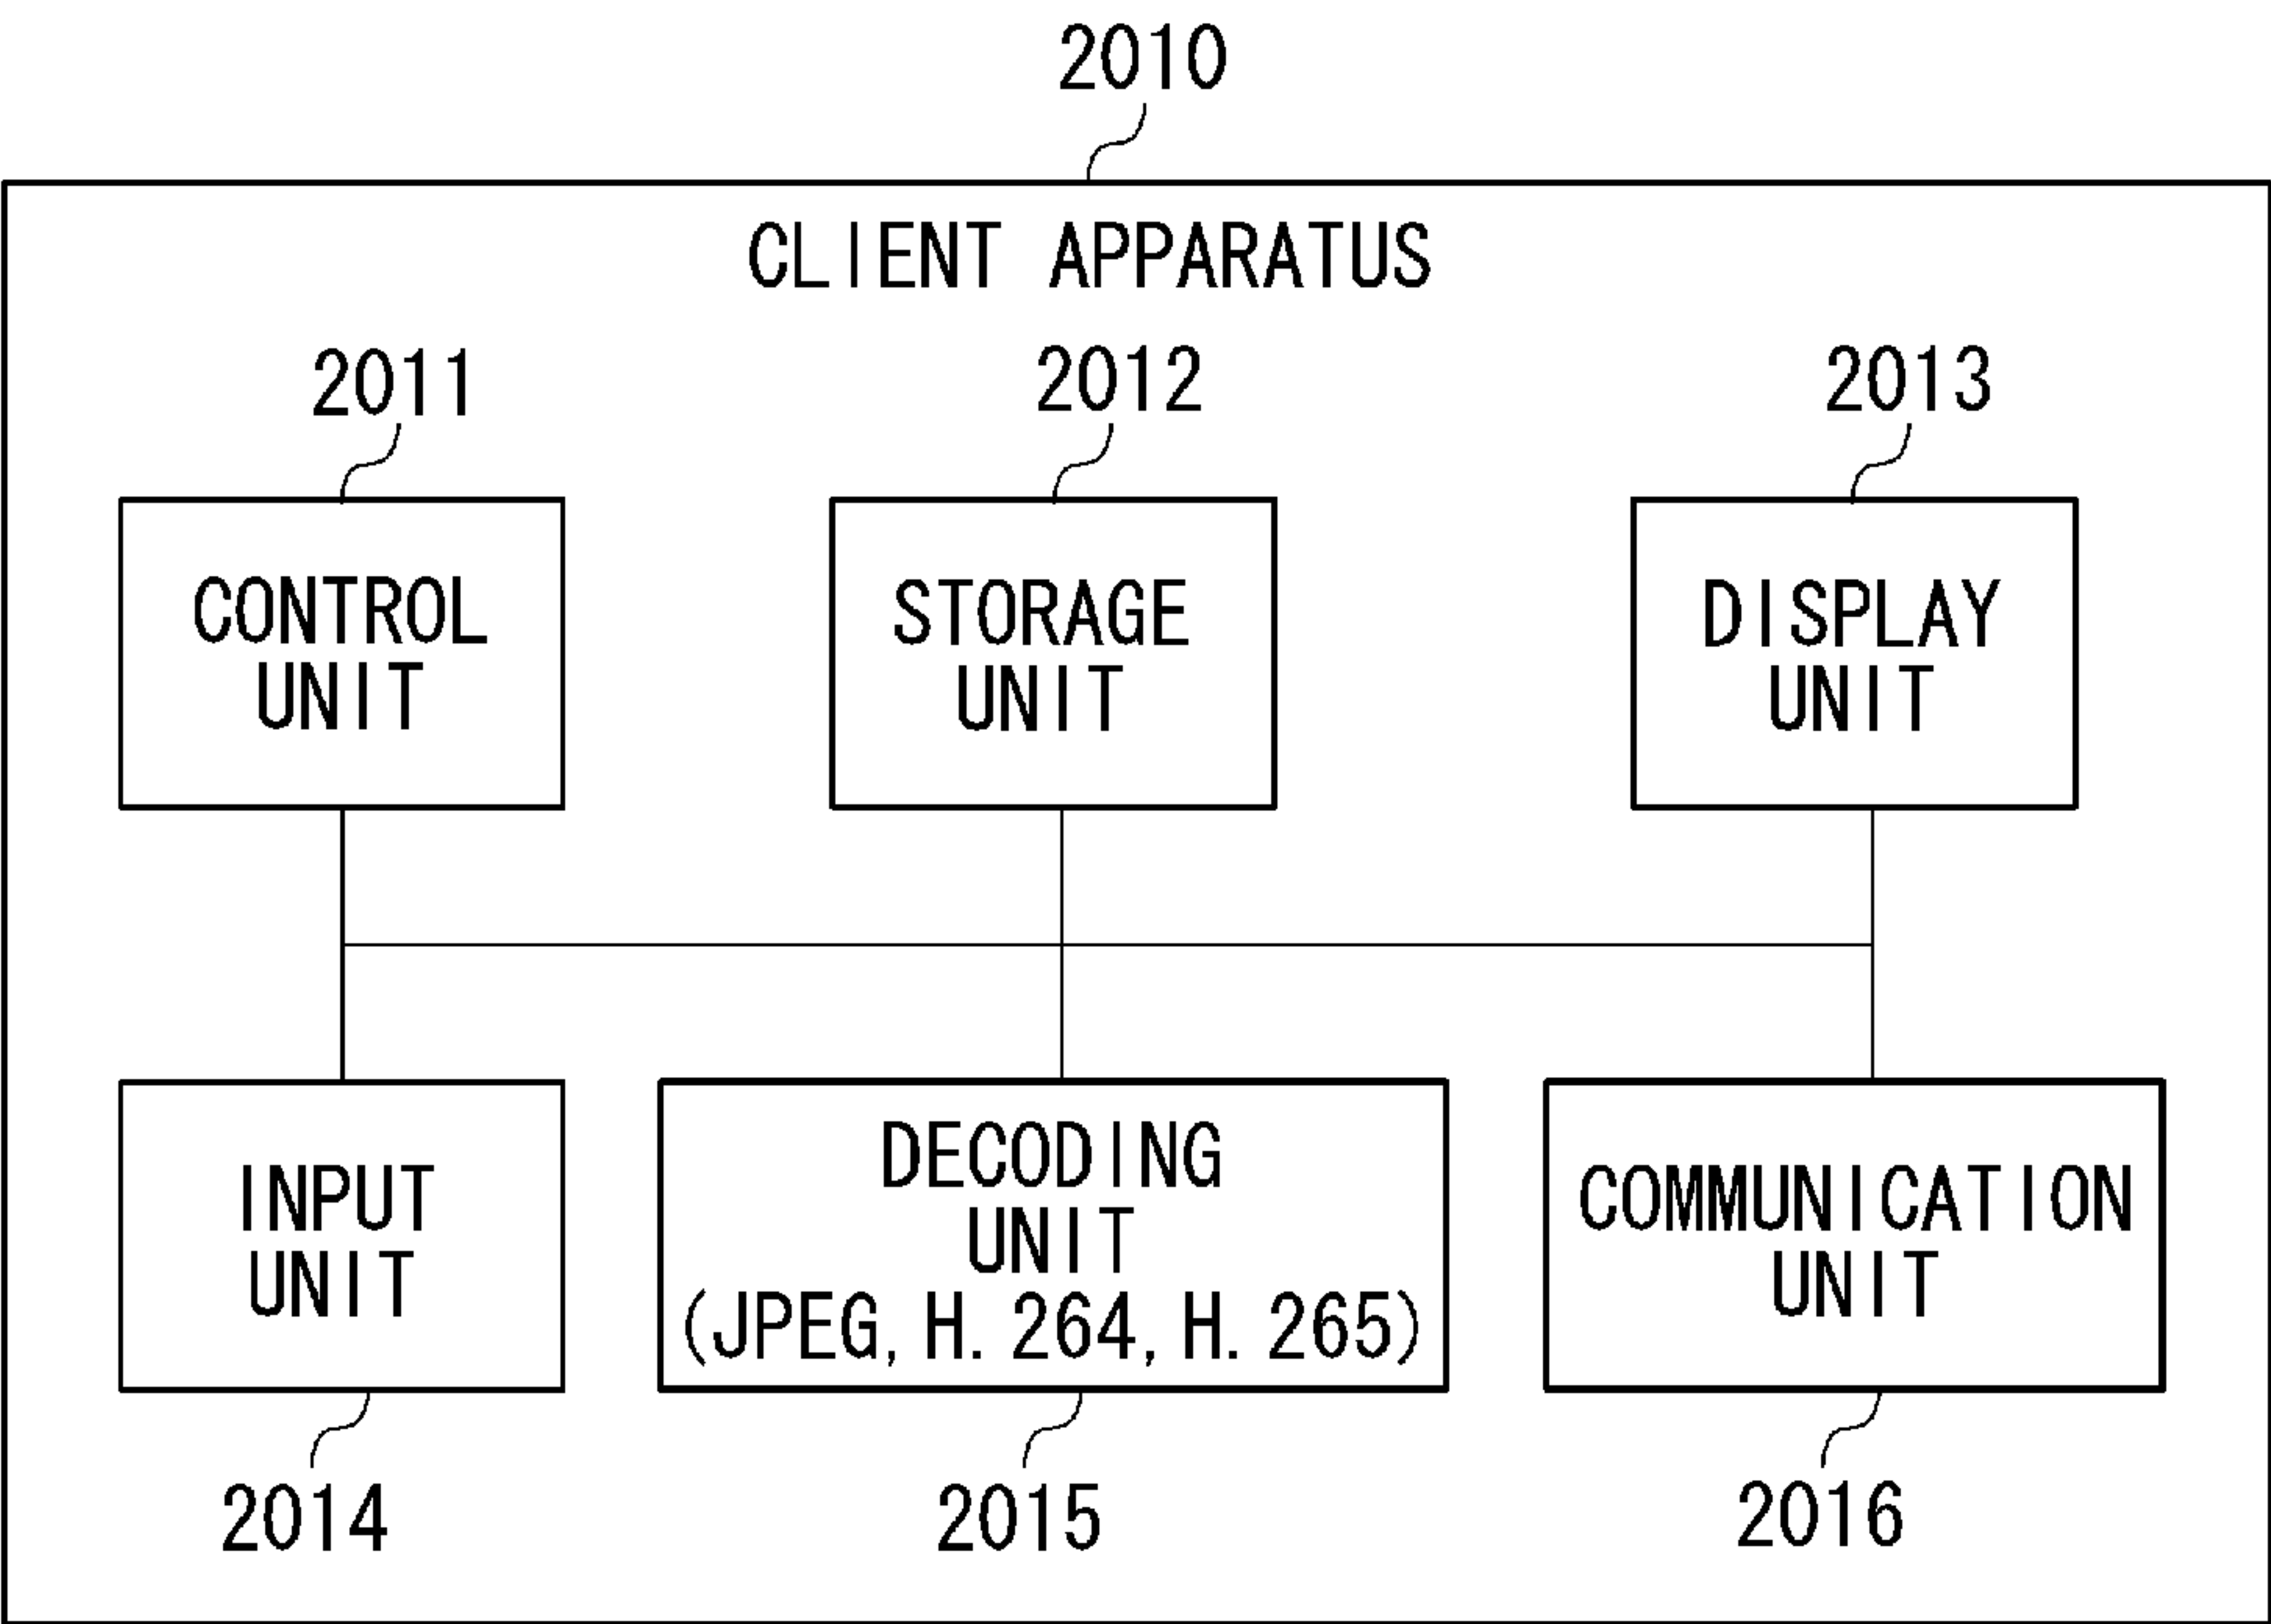 2010
CLIENT APPARATUS
2011
2012
2013
CONTROL
UNIT
STORAGE
UNIT
DISPLAY
UNIT
INPUT
UNIT
DECODING
UNIT
(JPEG, H. 264, H. 265)
COMMUNICATION
UNIT
2014
2015
2016